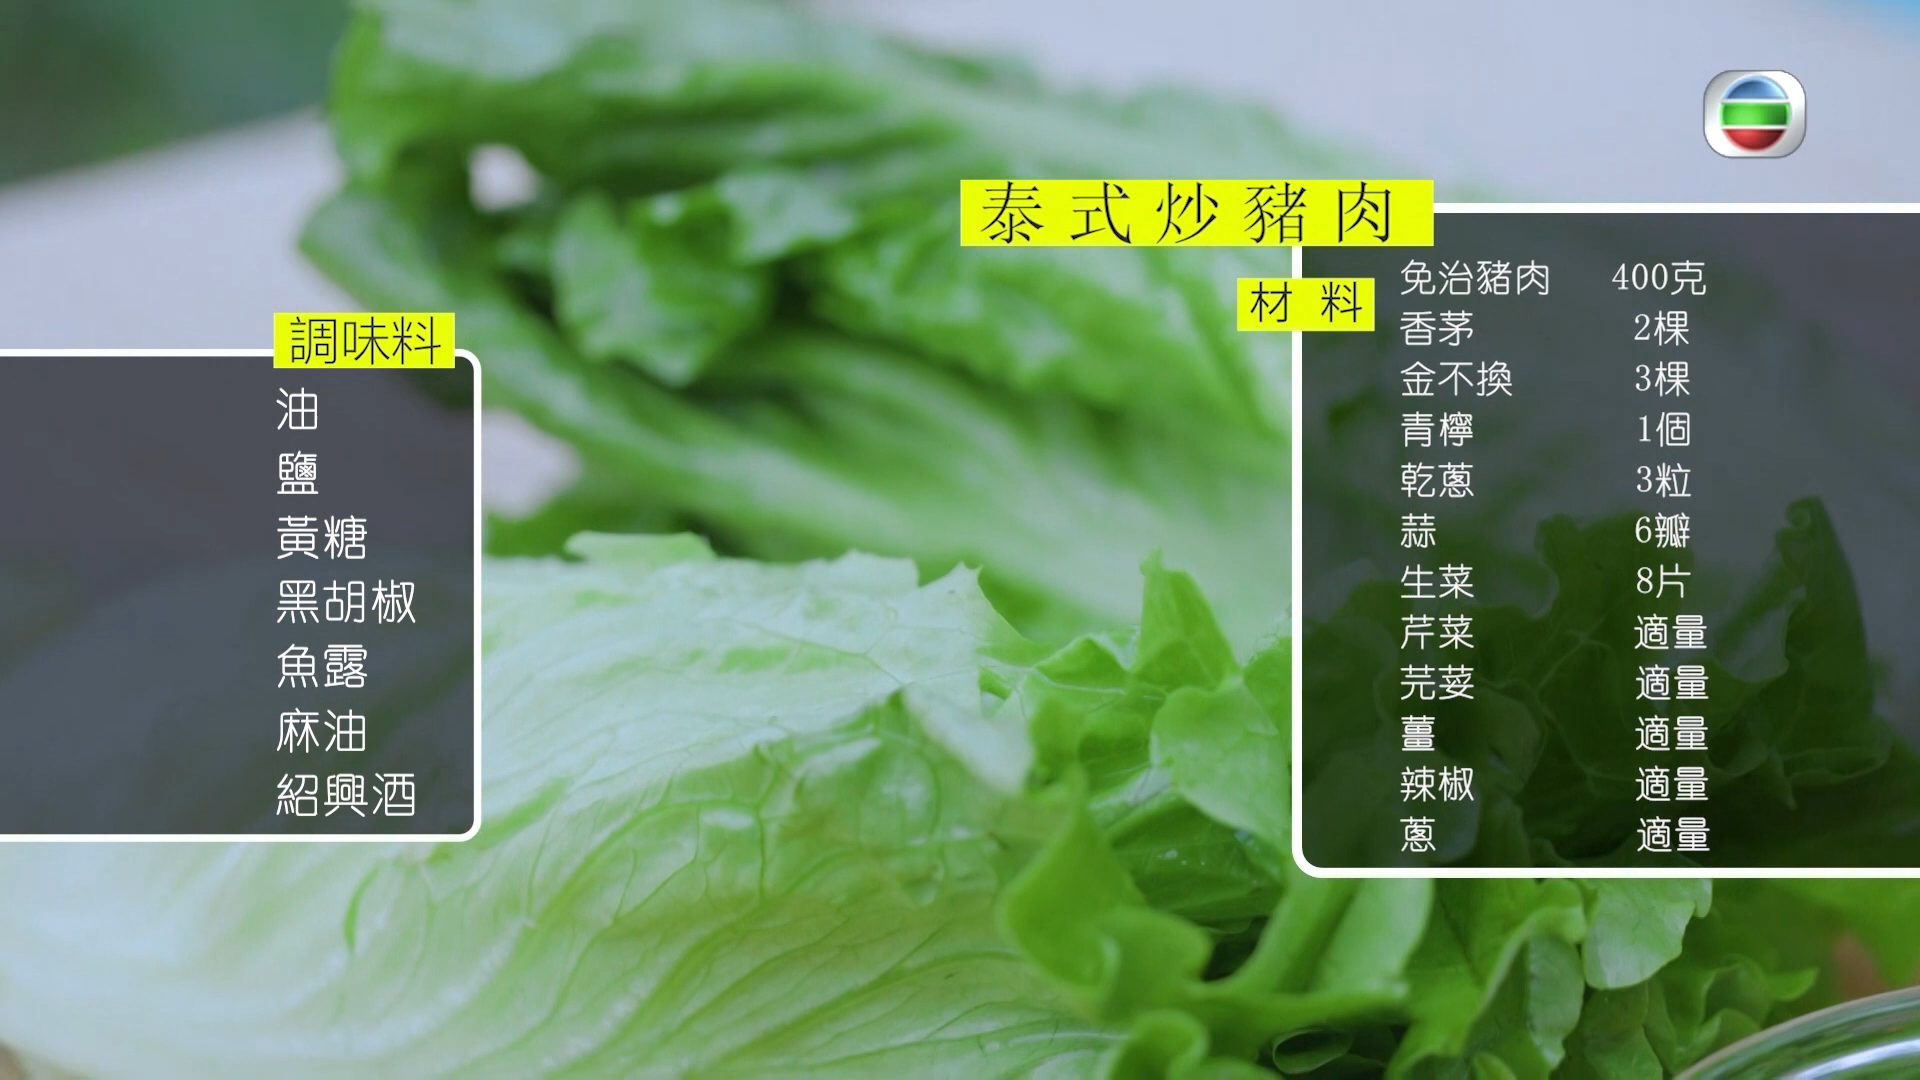 泰式炒豬肉
材料
免治豬肉 400克
香茅 2棵
金不換 3棵
青檸 1個
乾蔥 3粒
蒜 6瓣
生菜 8片
芹菜 適量
芫荽 適量
薑 適量
辣椒 適量
蔥 適量
調味料
油
鹽
黃糖
黑胡椒
魚露
麻油
紹興酒